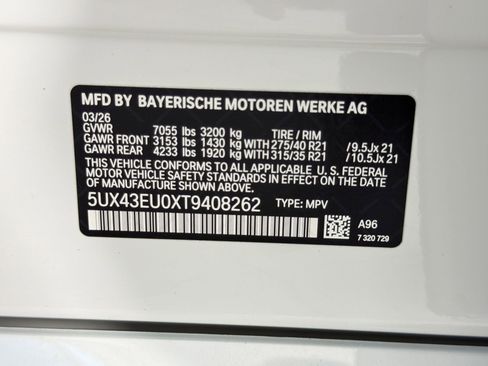 MFD BY BAYERISCHE MOTOREN WERKE AG
03/26
GVWR 7055 lbs 3200 kg TIRE / RIM
GAWR FRONT 3153 lbs 1430 kg WITH 275/40 R21 / 9.5Jx 21
GAWR REAR 4233 lbs 1920 kg WITH 315/35 R21 / 10.5Jx 21
THIS VEHICLE CONFORMS TO ALL APPLICABLE U. S. FEDERAL
MOTOR VEHICLE SAFETY STANDARDS IN EFFECT ON THE DATE OF
MANUFACTURE SHOWN ABOVE.
5UX43EU0XT9408262 TYPE: MPV
A96
7 320 729